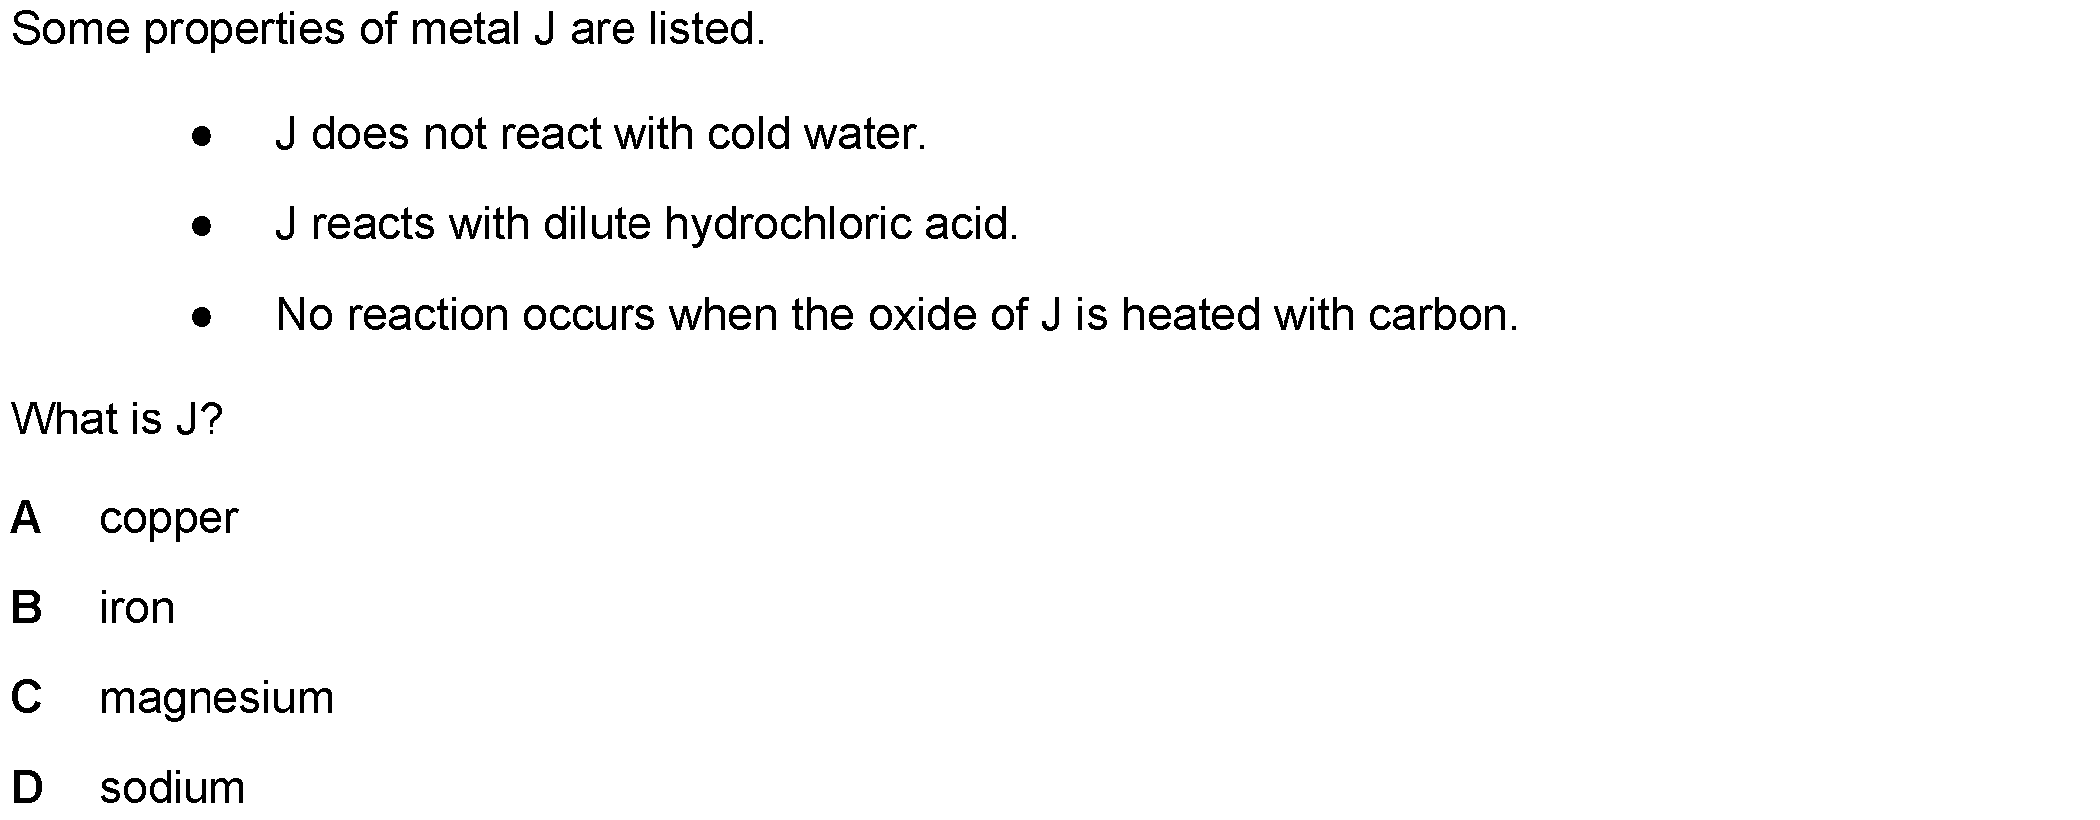 Some properties of metal J are listed.
● J does not react with cold water.
● J reacts with dilute hydrochloric acid.
● No reaction occurs when the oxide of J is heated with carbon.
What is J?
A copper
B iron
C magnesium
D sodium